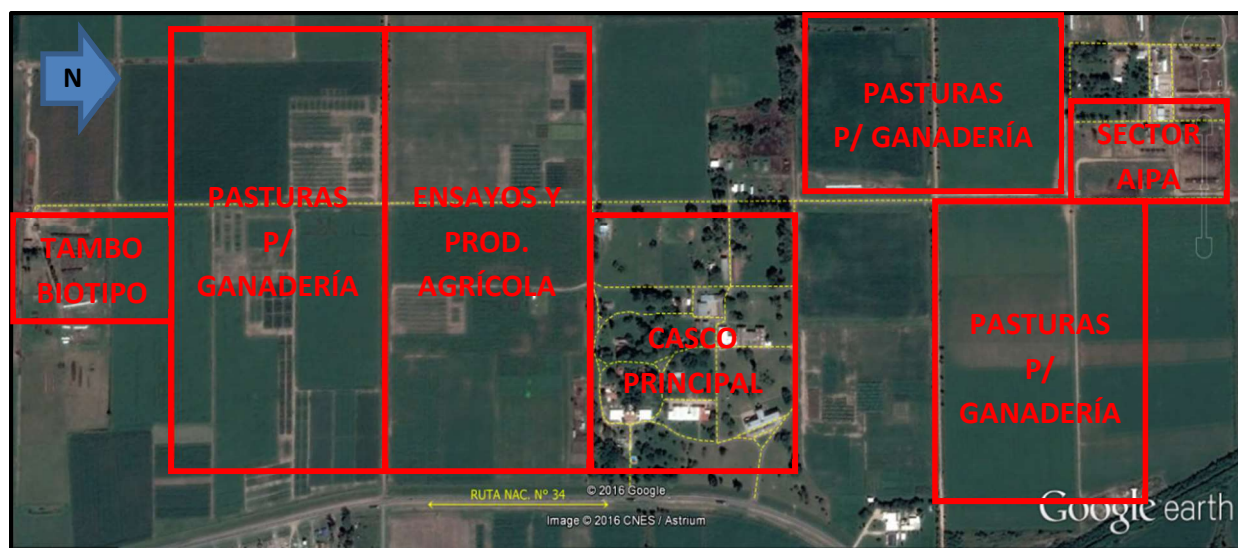 N
PASTURAS
P/ GANADERÍA
SECTOR
AIPA
PASTURAS
P/
GANADERÍA
ENSAYOS Y
PROD.
AGRÍCOLA
TAMBO
BIOTIPO
CASCO
PRINCIPAL
PASTURAS
P/
GANADERÍA
RUTA NAC. Nº 34
© 2016 Google
Image © 2016 CNES / Astrium
Google earth